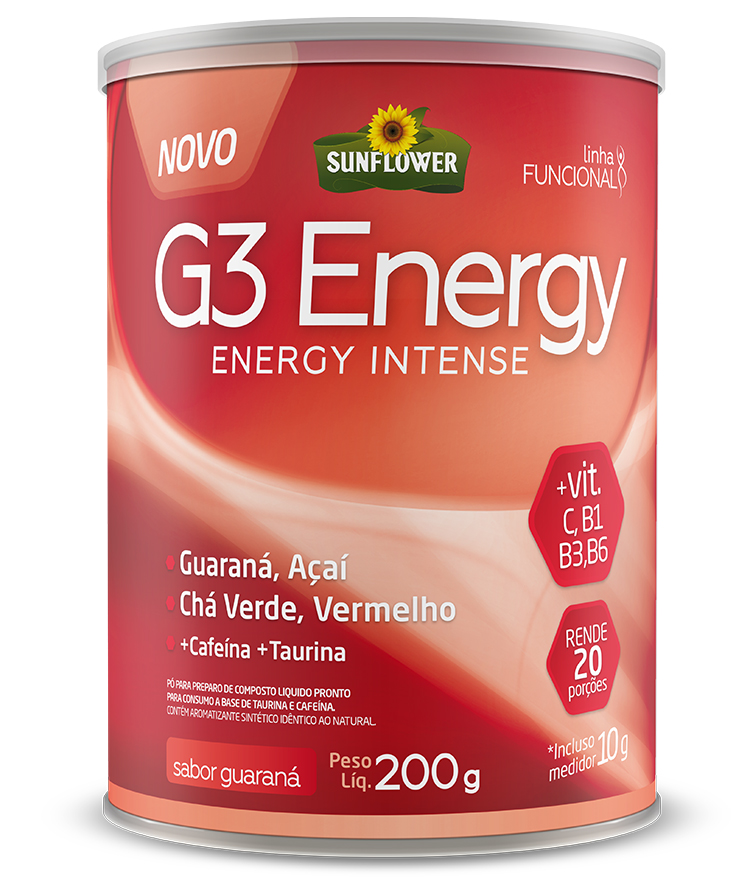 NOVO
SUNFLOWER
linha
FUNCIONAL
G3 Energy
ENERGY INTENSE
+vit.
C, B1
B3,B6
• Guaraná, Açaí
• Chá Verde, Vermelho
• +Cafeína +Taurina
RENDE
20
porções
PÓ PARA PREPARO DE COMPOSTO LIQUIDO PRONTO
PARA CONSUMO A BASE DE TAURINA E CAFEÍNA.
CONTÉM AROMATIZANTE SINTÉTICO IDÊNTICO AO NATURAL.
sabor guaraná
Peso
Líq. 200g
*Incluso
medidor 10g